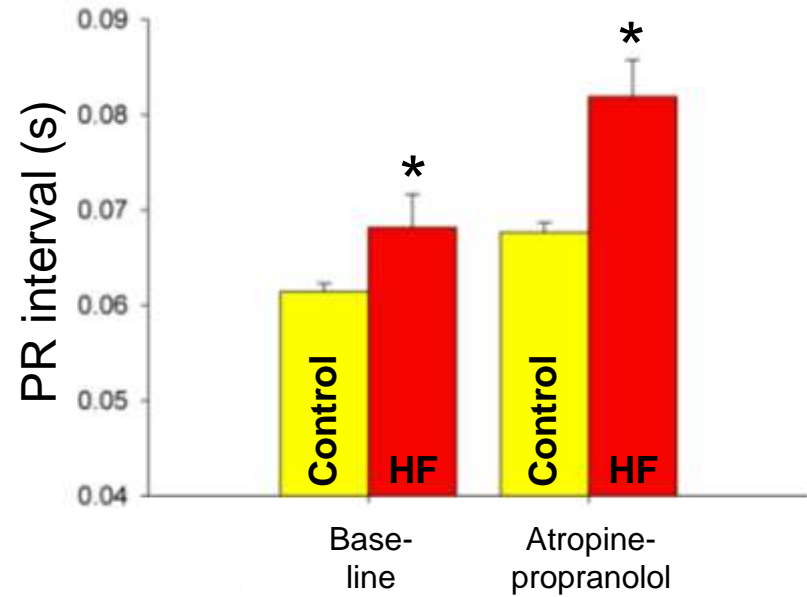 PR interval (s)
0.09
0.08
0.07
0.06
0.05
0.04
*
*
Control
HF
Control
HF
Base-
line
Atropine-
propranolol